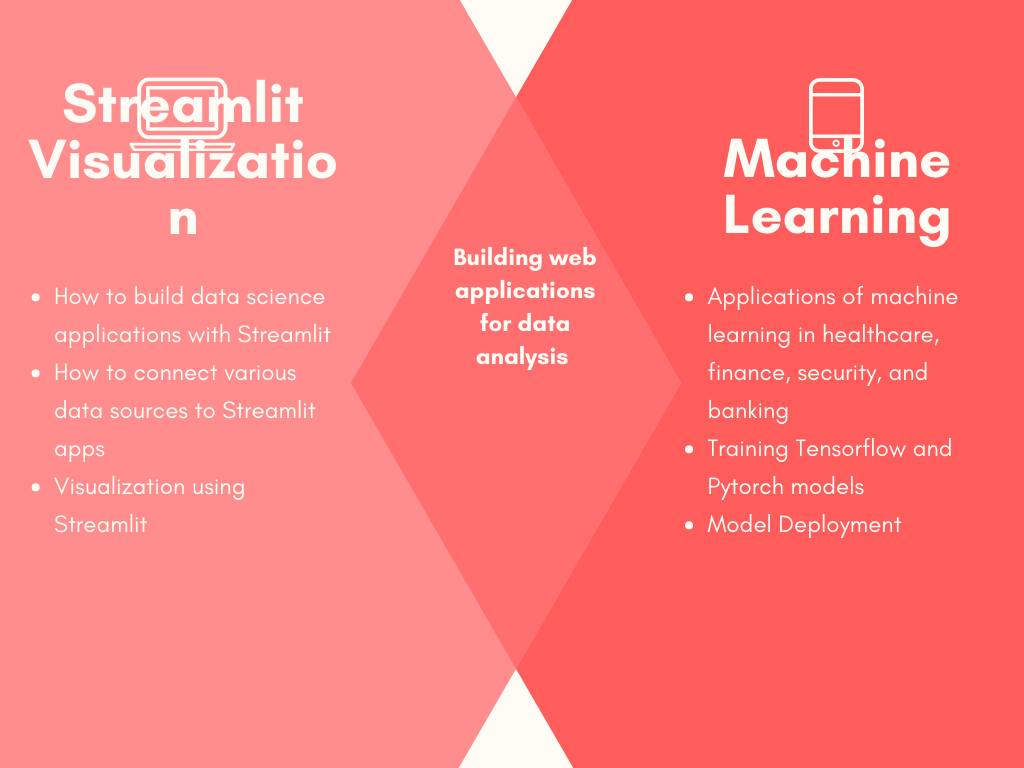 Streamlit
Visualizatio
n
• How to build data science
applications with Streamlit
• How to connect various
data sources to Streamlit
apps
• Visualization using
Streamlit
Building web
applications
for data
analysis
Machine
Learning
• Applications of machine
learning in healthcare,
finance, security, and
banking
• Training Tensorflow and
Pytorch models
• Model Deployment